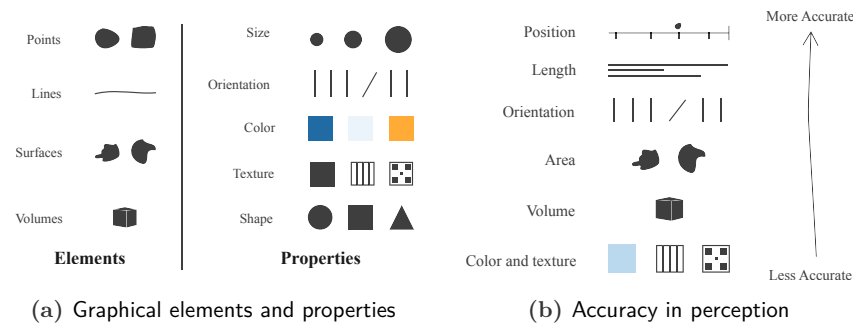 Points
Lines
Surfaces
Volumes
Elements
Size
Orientation
Color
Texture
Shape
Properties
(a) Graphical elements and properties
Position
Length
Orientation
Area
Volume
Color and texture
More Accurate
Less Accurate
(b) Accuracy in perception